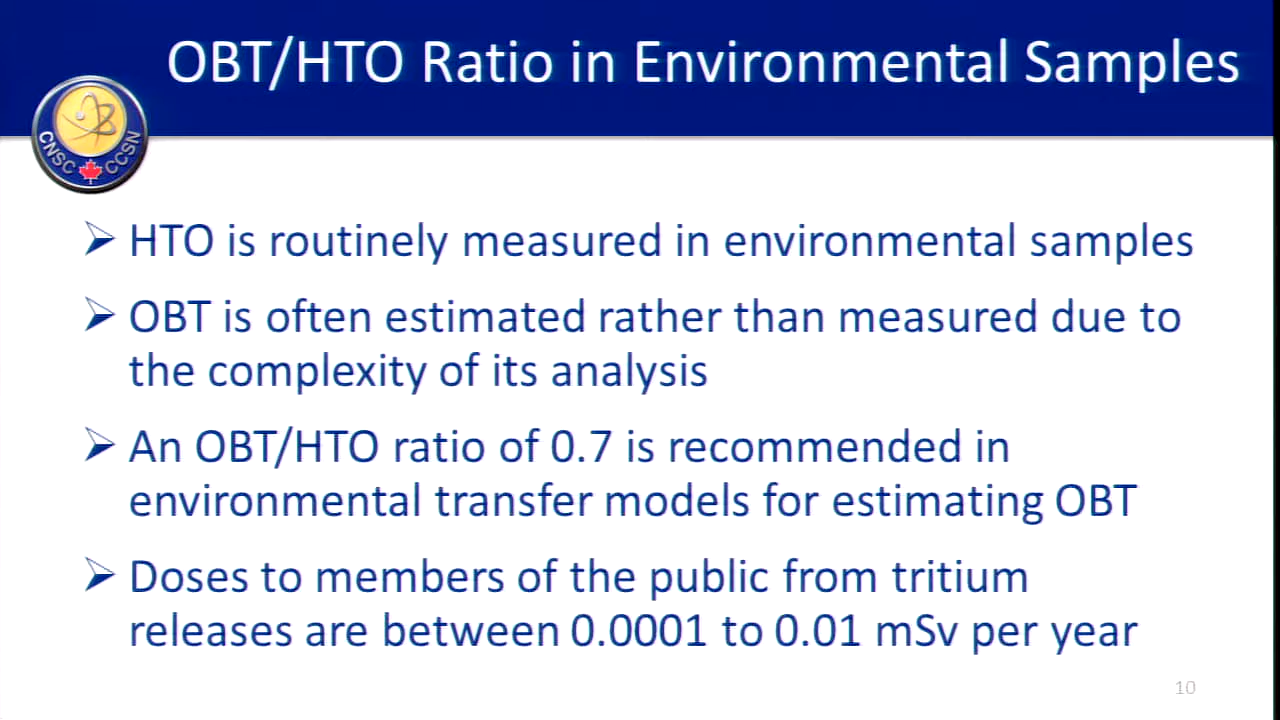 OBT/HTO Ratio in Environmental Samples
CNSC CCSN
HTO is routinely measured in environmental samples
OBT is often estimated rather than measured due to
the complexity of its analysis
An OBT/HTO ratio of 0.7 is recommended in
environmental transfer models for estimating OBT
Doses to members of the public from tritium
releases are between 0.0001 to 0.01 mSv per year
10